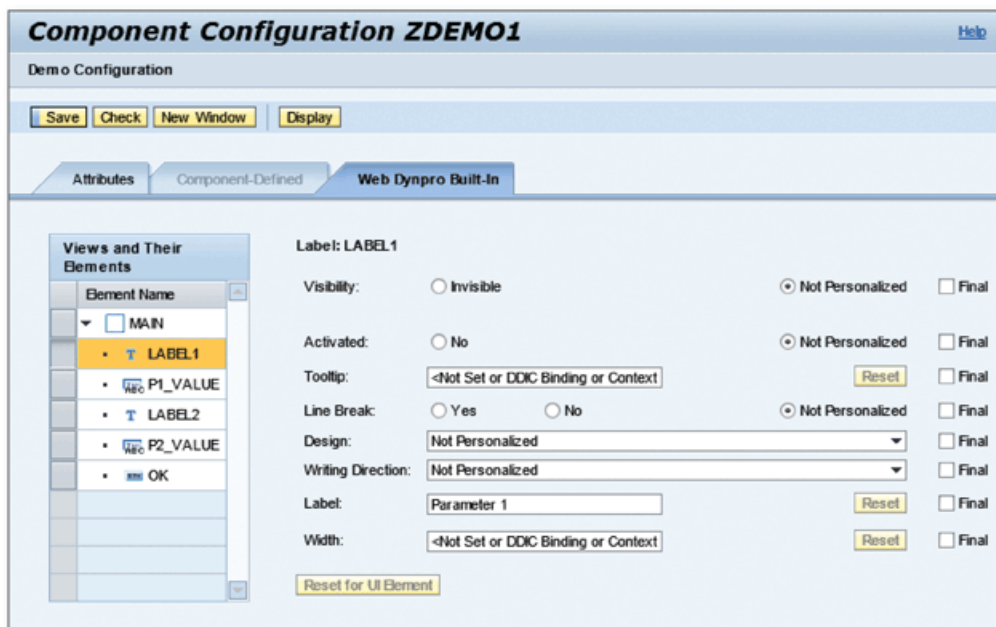 Component Configuration ZDEMO1
Help
Demo Configuration
Save Check New Window Display
Attributes Component-Defined Web Dynpro Built-In
Views and Their
Elements
Element Name
MAIN
LABEL1
P1_VALUE
LABEL2
P2_VALUE
OK
Label: LABEL1
Visibility: Invisible Not Personalized Final
Activated: No Not Personalized Final
Tooltip: <Not Set or DDIC Binding or Context Reset Final
Line Break: Yes No Not Personalized Final
Design: Not Personalized Final
Writing Direction: Not Personalized Final
Label: Parameter 1 Reset Final
Width: <Not Set or DDIC Binding or Context Reset Final
Reset for UI Element